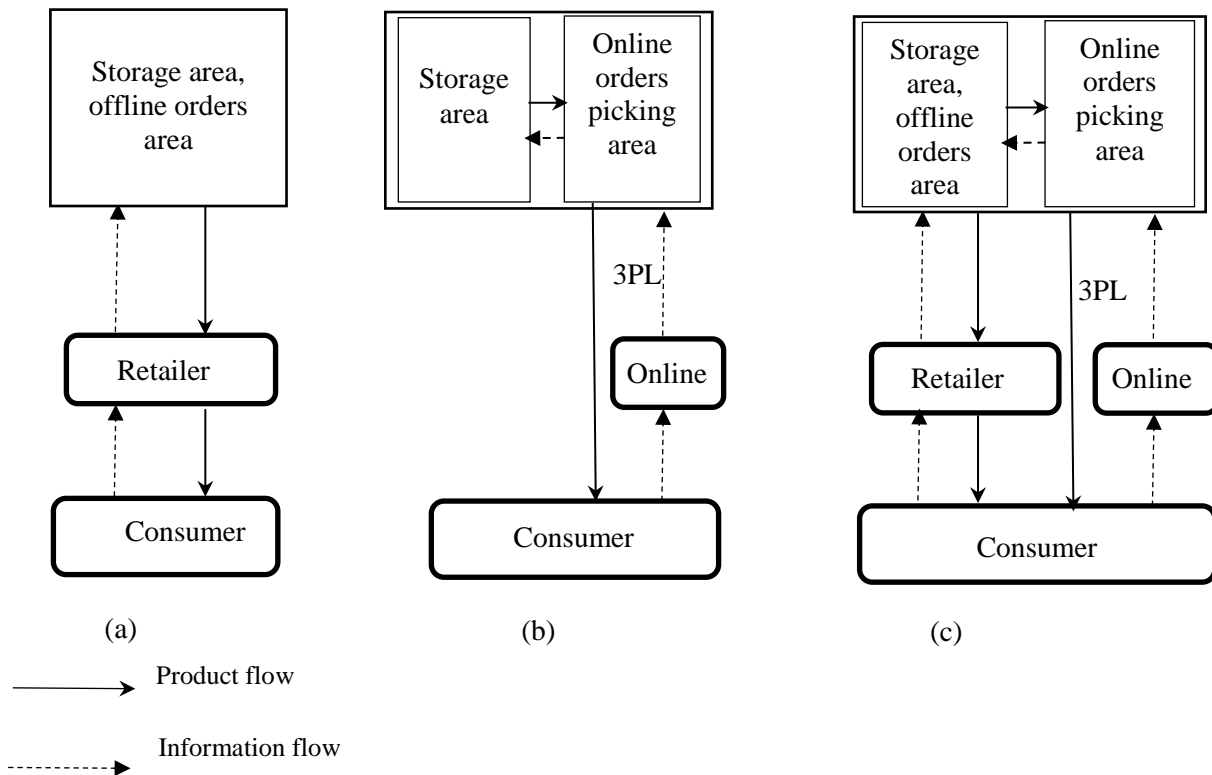 Storage area,
offline orders
area
Retailer
Consumer
(a)
Storage
area
Online
orders
picking
area
3PL
Online
Consumer
(b)
Storage
area,
offline
orders
area
Online
orders
picking
area
3PL
Retailer
Online
Consumer
(c)
Product flow
Information flow